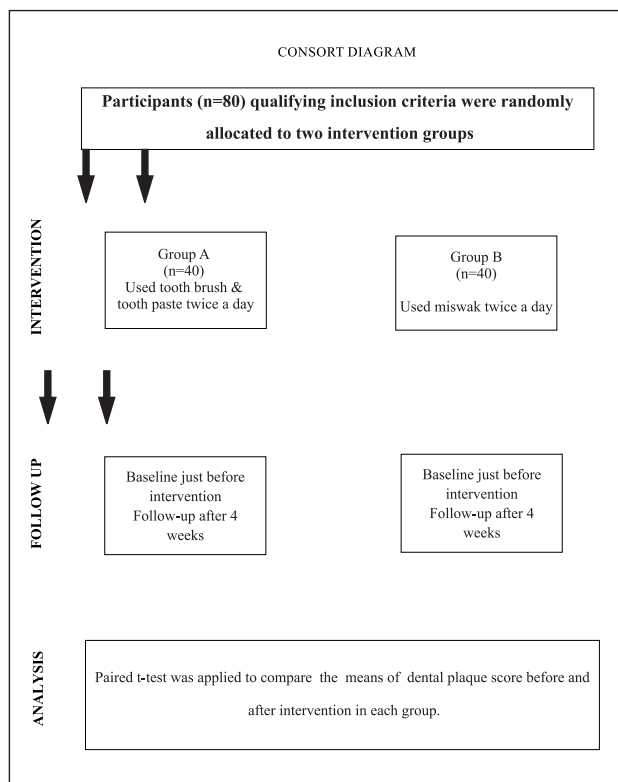 CONSORT DIAGRAM
Participants (n=80) qualifying inclusion criteria were randomly
allocated to two intervention groups
INTERVENTION
Group A
(n=40)
Used tooth brush &
tooth paste twice a day
Group B
(n=40)
Used miswak twice a day
FOLLOW UP
Baseline just before
intervention
Follow-up after 4
weeks
Baseline just before
intervention
Follow-up after 4
weeks
ANALYSIS
Paired t-test was applied to compare the means of dental plaque score before and
after intervention in each group.